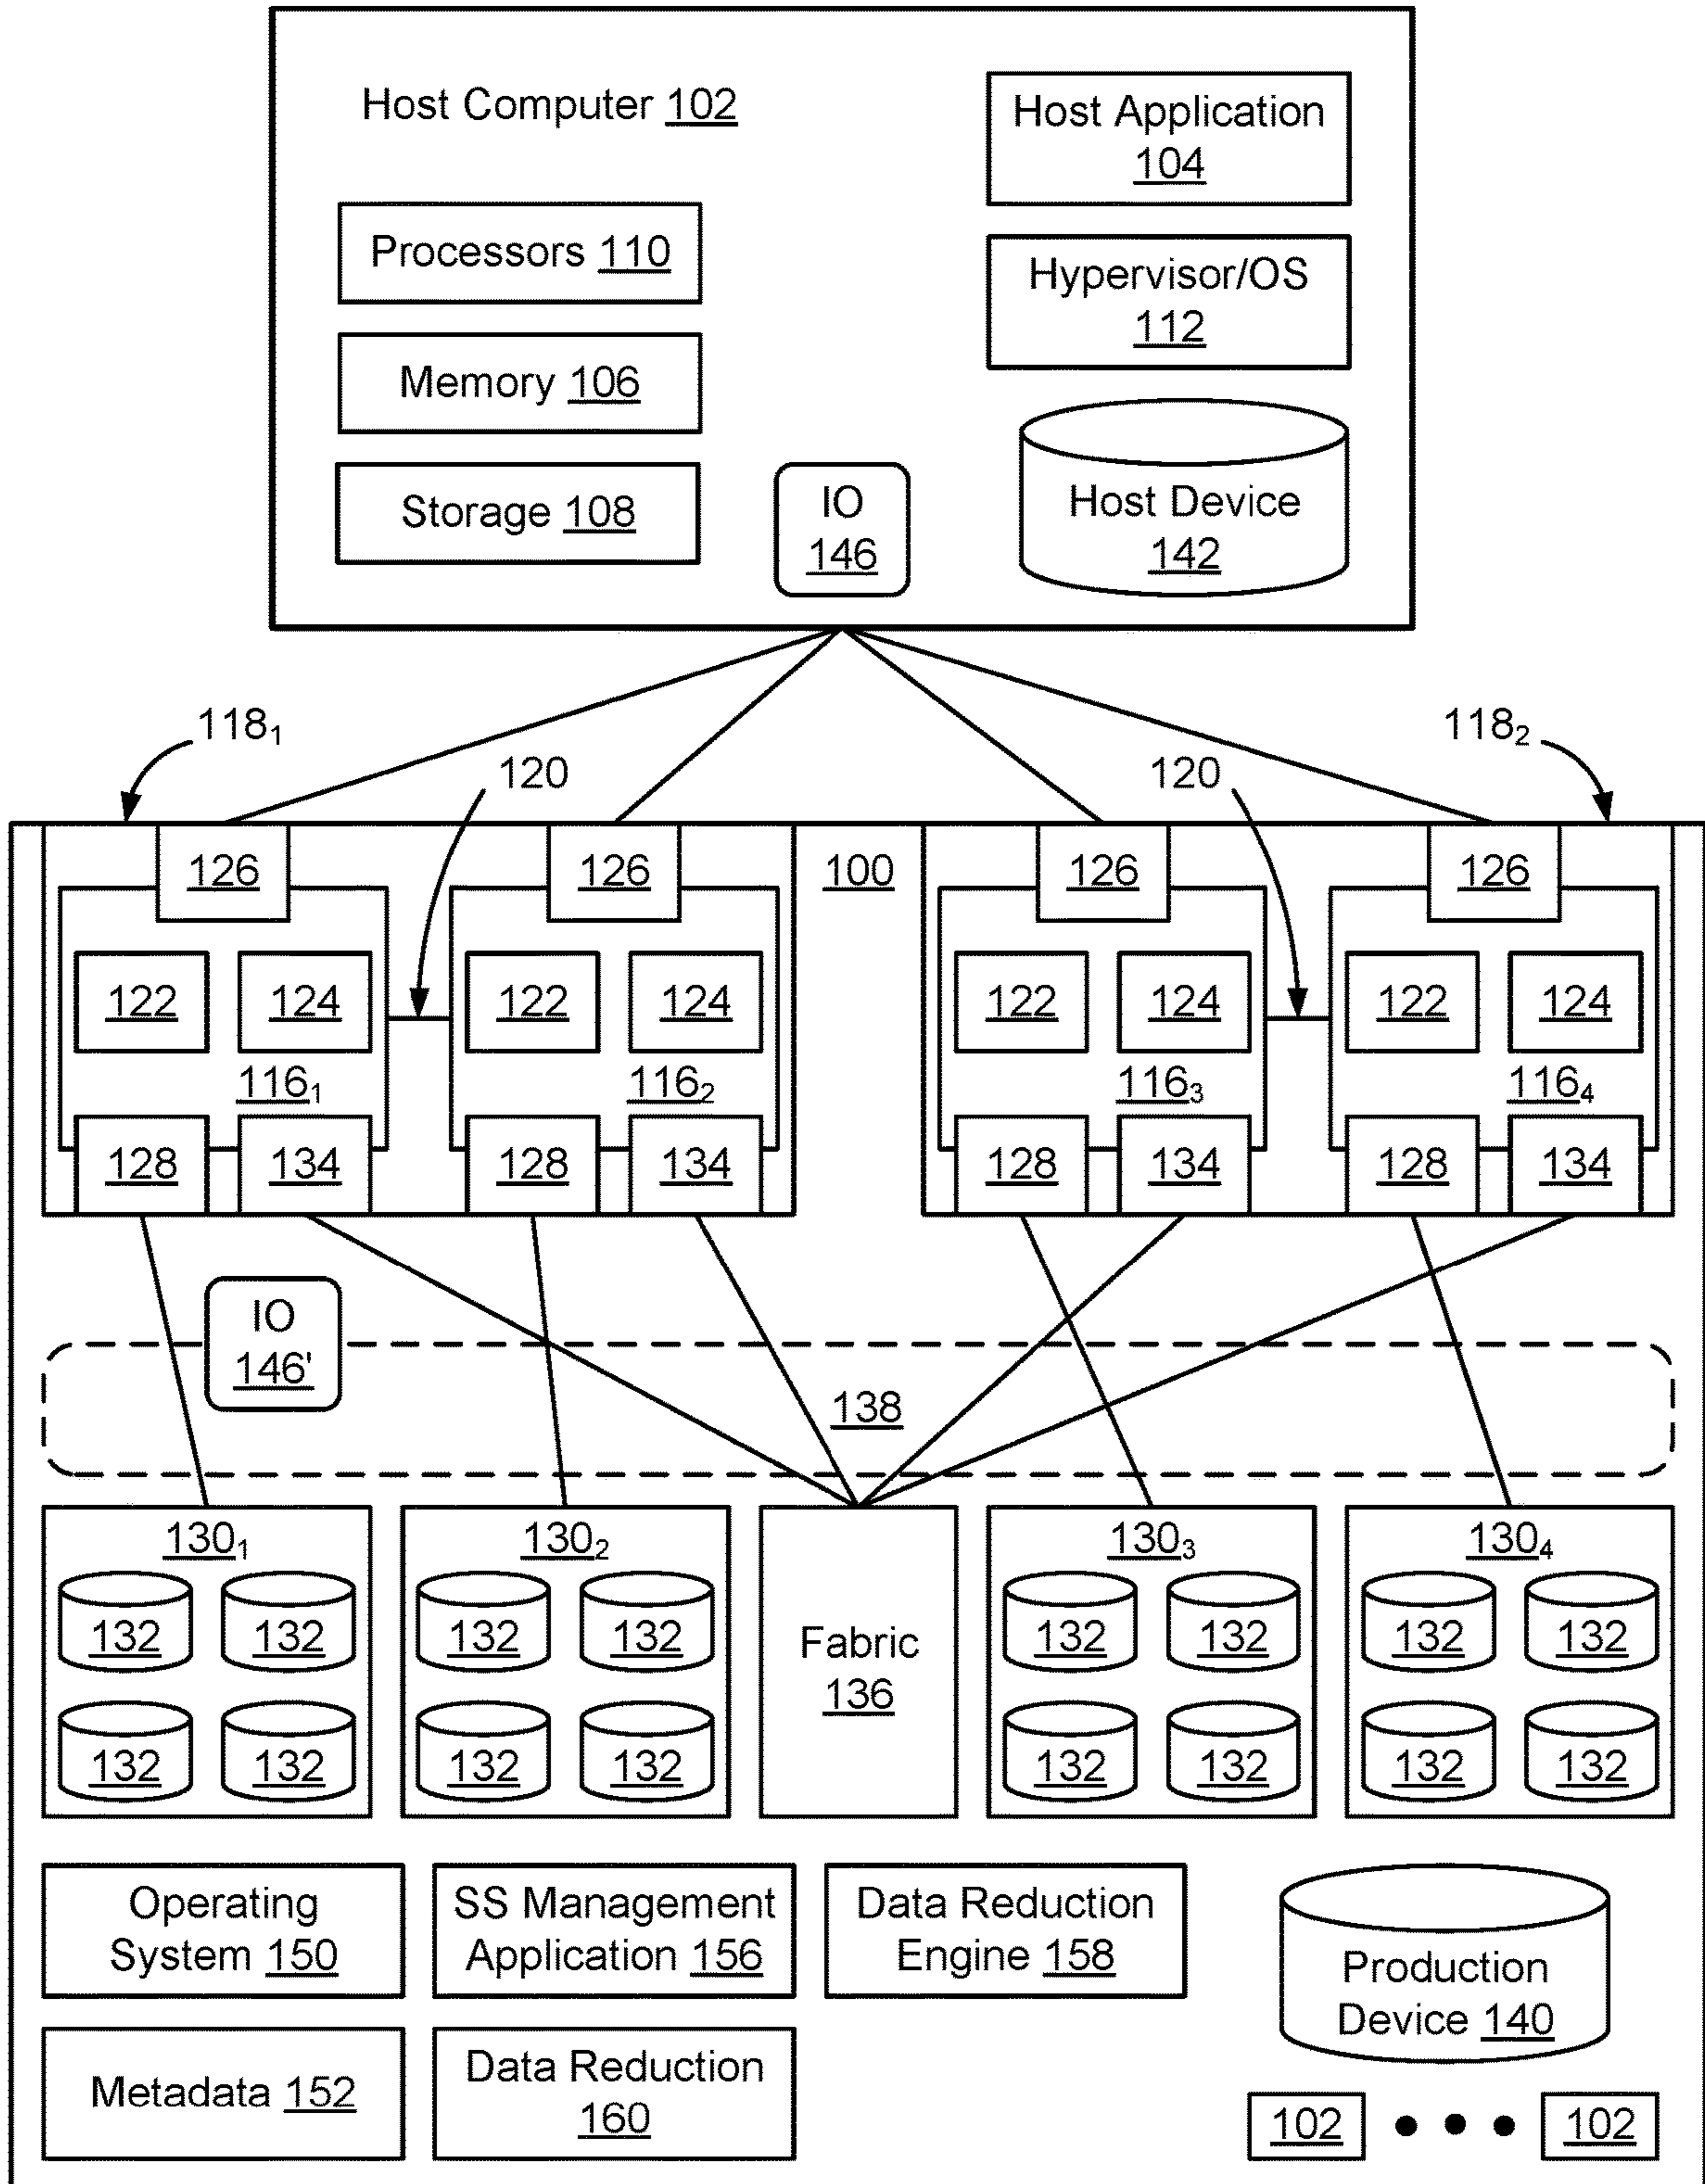 Host Computer 102
Host Application
104
Processors 110
Hypervisor/OS
112
Memory 106
Storage 108
IO
146
Host Device
142
118₁
120
120
118₂
126
126
100
126
126
122
124
122
124
122
124
122
124
116₁
116₂
116₃
116₄
128
134
128
134
128
134
128
134
IO
146'
138
130₁
130₂
130₃
130₄
132
132
132
132
132
132
132
132
Fabric
136
132
132
132
132
132
132
132
132
Operating
System 150
SS Management
Application 156
Data Reduction
Engine 158
Production
Device 140
Metadata 152
Data Reduction
160
102
102